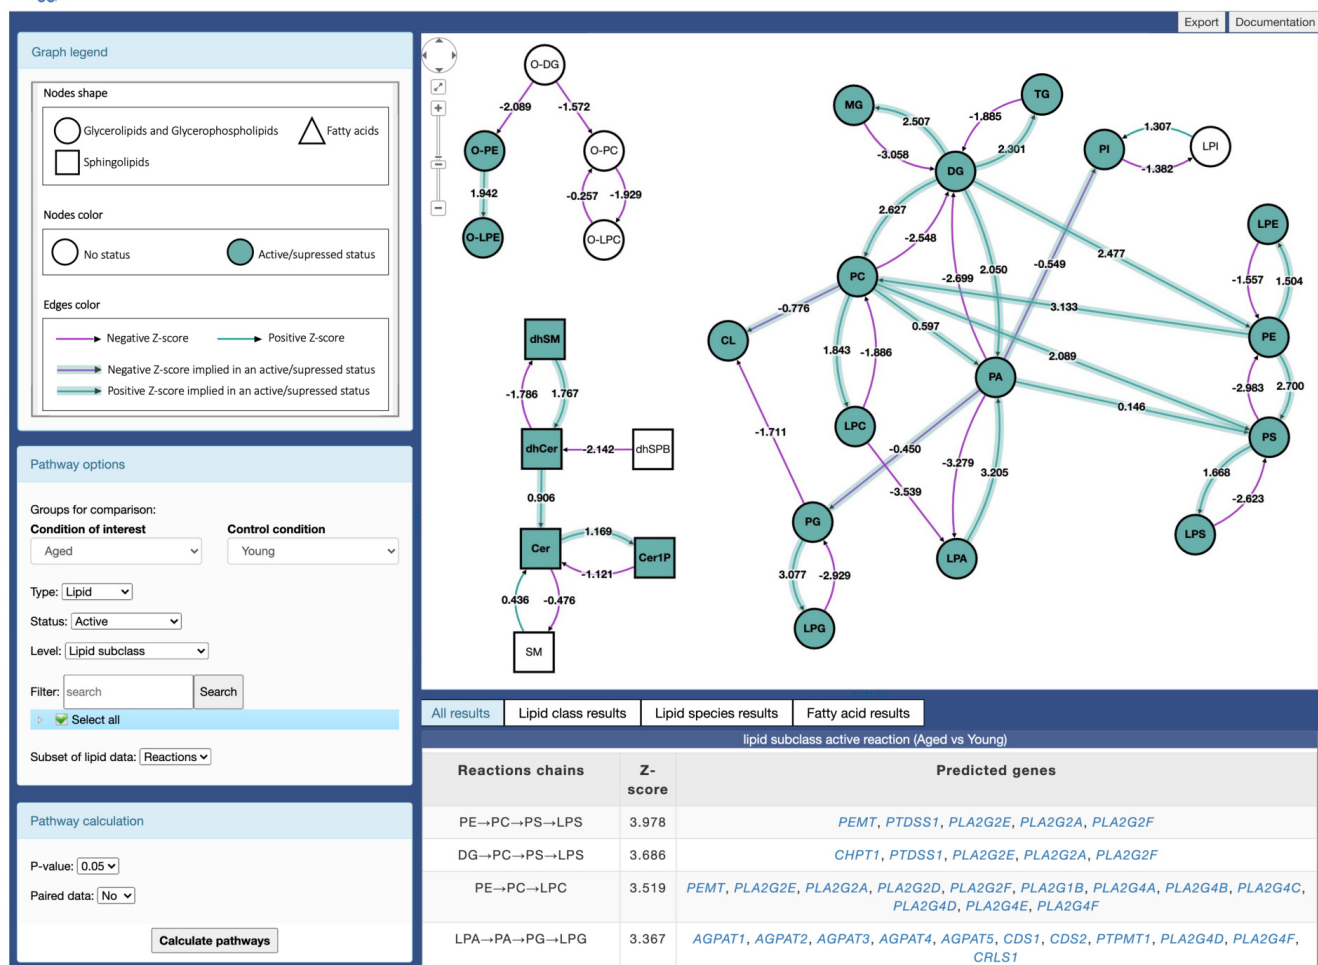 Export Documentation
Graph legend
Nodes shape
Glycerolipids and Glycerophospholipids
Fatty acids
Sphingolipids
Nodes color
No status
Active/supressed status
Edges color
Negative Z-score
Positive Z-score
Negative Z-score implied in an active/supressed status
Positive Z-score implied in an active/supressed status
Pathway options
Groups for comparison:
Condition of interest Control condition
Aged Young
Type: Lipid
Status: Active
Level: Lipid subclass
Filter: search Search
Select all
Subset of lipid data: Reactions
Pathway calculation
P-value: 0.05
Paired data: No
Calculate pathways
O-DG
-2.089 -1.572
O-PE
O-PC
1.942
-0.257 -1.929
O-LPE
O-LPC
dhSM
-1.786 1.767
dhCer
-2.142
dhSPB
0.906
Cer
1.169
Cer1P
-1.121
0.436 -0.476
SM
MG
2.507
-3.058
TG
-1.885
2.301
DG
PI
1.307
LPI
-1.382
2.627
-2.548
-2.699
2.050
-0.549
2.477
LPE
-1.557
1.504
PC
3.133
PE
-0.776
0.597
2.089
CL
1.843
-1.886
PA
-2.983
2.700
0.146
-1.711
LPC
-0.450
-3.279
3.205
PS
1.668
-2.623
-3.539
PG
LPS
LPA
3.077
-2.929
LPG
All results Lipid class results Lipid species results Fatty acid results
lipid subclass active reaction (Aged vs Young)
Reactions chains Z-score Predicted genes
PE→PC→PS→LPS 3.978 PEMT, PTDSS1, PLA2G2E, PLA2G2A, PLA2G2F
DG→PC→PS→LPS 3.686 CHPT1, PTDSS1, PLA2G2E, PLA2G2A, PLA2G2F
PE→PC→LPC 3.519 PEMT, PLA2G2E, PLA2G2A, PLA2G2D, PLA2G2F, PLA2G1B, PLA2G4A, PLA2G4B, PLA2G4C,
PLA2G4D, PLA2G4E, PLA2G4F
LPA→PA→PG→LPG 3.367 AGPAT1, AGPAT2, AGPAT3, AGPAT4, AGPAT5, CDS1, CDS2, PTPMT1, PLA2G4D, PLA2G4F,
CRLS1